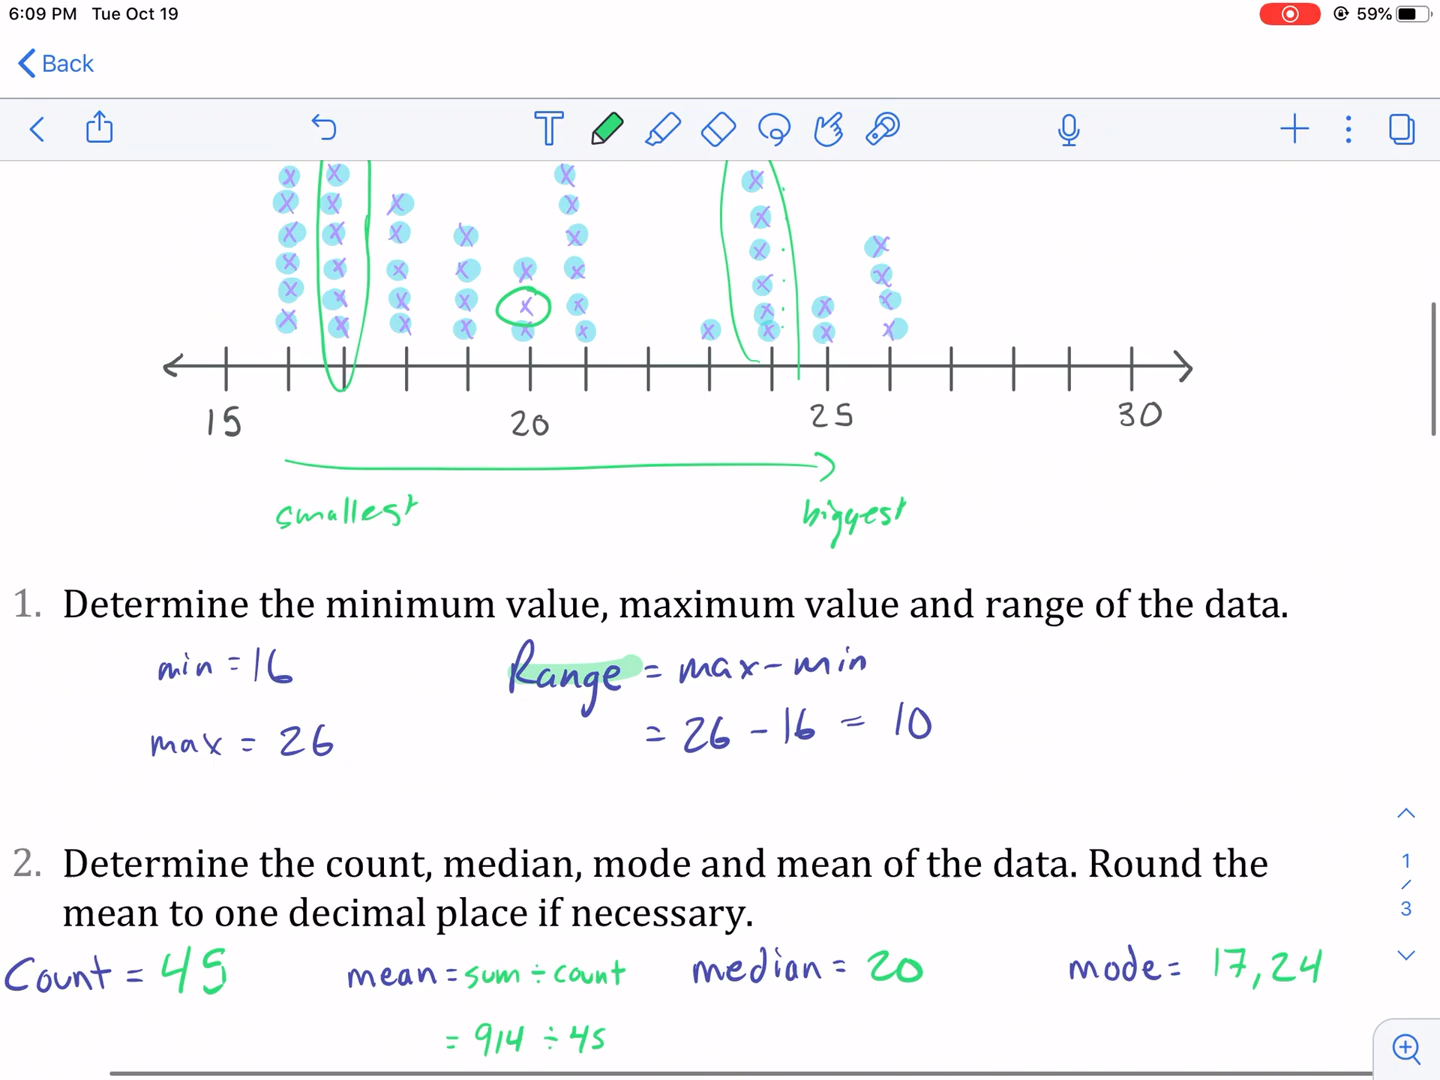 6:09 PM Tue Oct 19 59%
Back
T
15 20 25 30
smallest biggest
1. Determine the minimum value, maximum value and range of the data.
min = 16 Range = max - min
max = 26 = 26 - 16 = 10
2. Determine the count, median, mode and mean of the data. Round the
mean to one decimal place if necessary.
Count = 45 mean = sum ÷ count median = 20 mode = 17, 24
= 914 ÷ 45
1
/
3